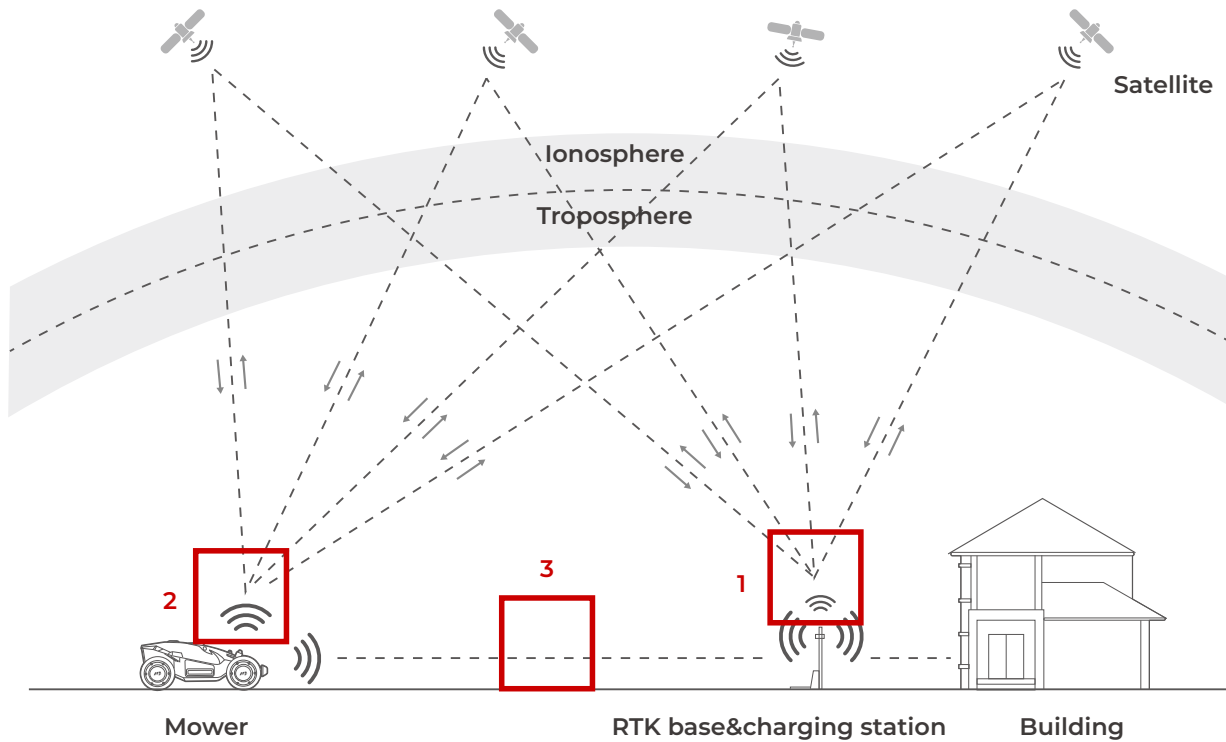 Satellite
Ionosphere
Troposphere
3
1
2
Mower
RTK base&charging station
Building